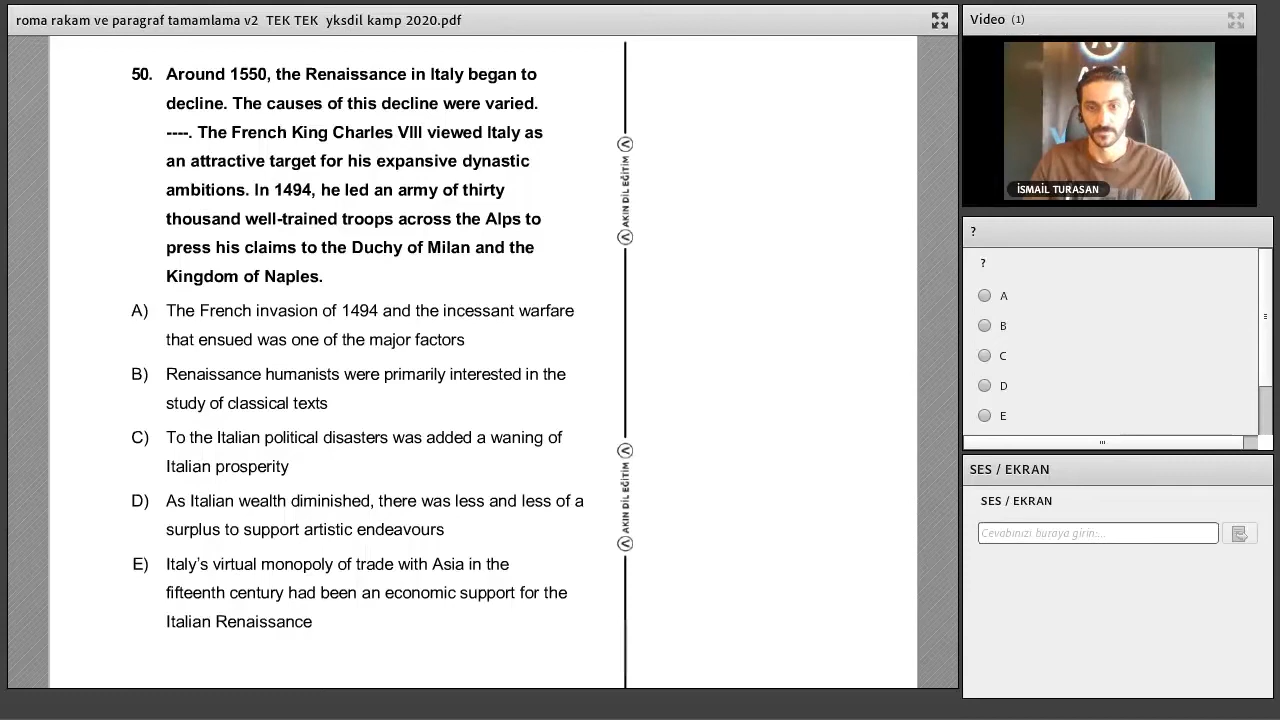 roma rakam ve paragraf tamamlama v2 TEK TEK yksdil kamp 2020.pdf
50. Around 1550, the Renaissance in Italy began to
decline. The causes of this decline were varied.
----. The French King Charles VIII viewed Italy as
an attractive target for his expansive dynastic
ambitions. In 1494, he led an army of thirty
thousand well-trained troops across the Alps to
press his claims to the Duchy of Milan and the
Kingdom of Naples.
A) The French invasion of 1494 and the incessant warfare
that ensued was one of the major factors
B) Renaissance humanists were primarily interested in the
study of classical texts
C) To the Italian political disasters was added a waning of
Italian prosperity
D) As Italian wealth diminished, there was less and less of a
surplus to support artistic endeavours
E) Italy’s virtual monopoly of trade with Asia in the
fifteenth century had been an economic support for the
Italian Renaissance
AKIN DİL EĞİTİM
AKIN DİL EĞİTİM
Video (1)
İSMAİL TURASAN
?
?
A
B
C
D
E
SES / EKRAN
SES / EKRAN
Cevabınızı buraya girin:...